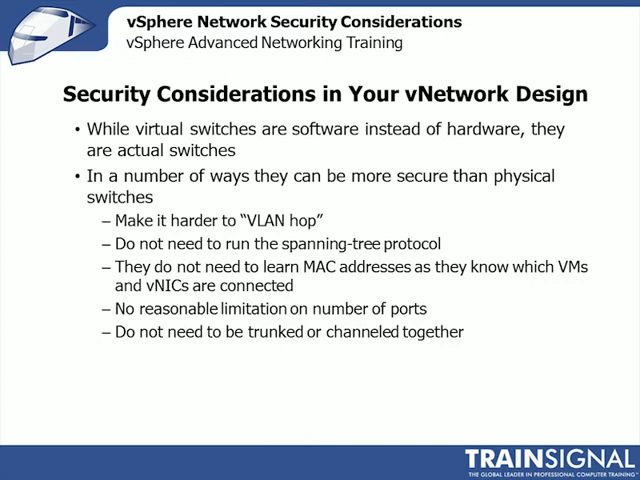 vSphere Network Security Considerations
vSphere Advanced Networking Training
Security Considerations in Your vNetwork Design
• While virtual switches are software instead of hardware, they
are actual switches
• In a number of ways they can be more secure than physical
switches
– Make it harder to “VLAN hop”
– Do not need to run the spanning-tree protocol
– They do not need to learn MAC addresses as they know which VMs
and vNICs are connected
– No reasonable limitation on number of ports
– Do not need to be trunked or channeled together
TRAINSIGNAL
THE GLOBAL LEADER IN PROFESSIONAL COMPUTER TRAINING